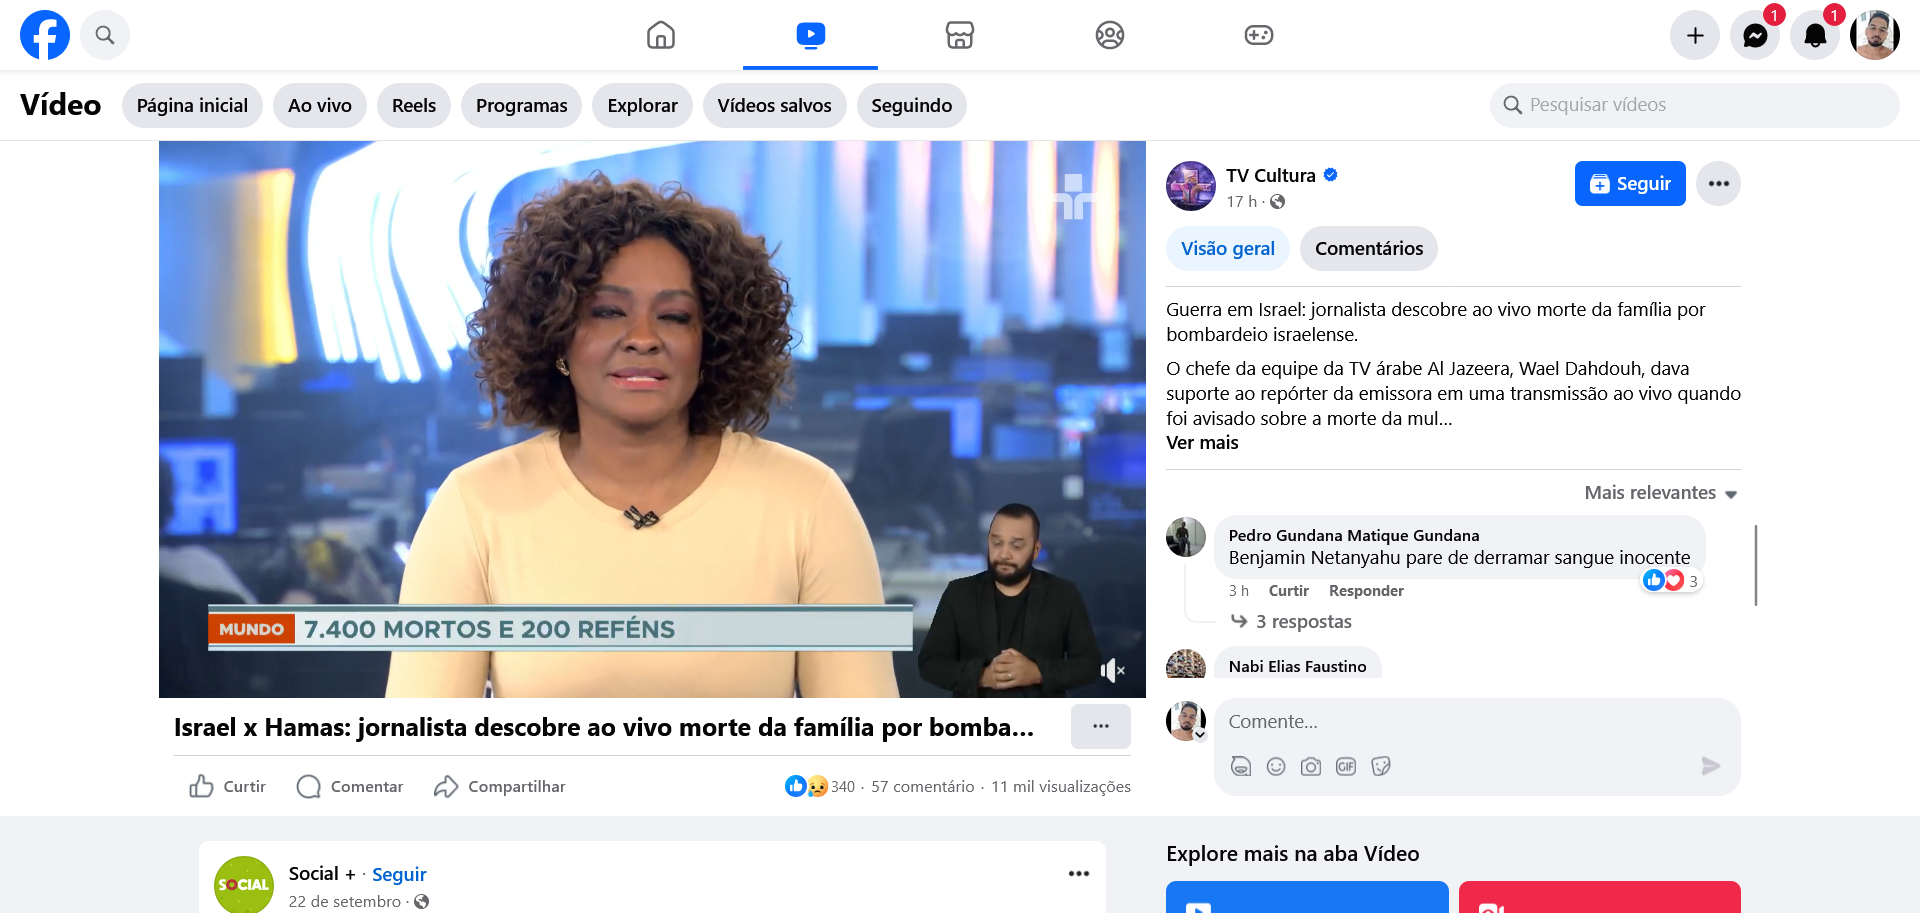 1
1
Vídeo
Página inicial
Ao vivo
Reels
Programas
Explorar
Vídeos salvos
Seguindo
Pesquisar vídeos
MUNDO 7.400 MORTOS E 200 REFÉNS
Israel x Hamas: jornalista descobre ao vivo morte da família por bomba...
Curtir
Comentar
Compartilhar
340 · 57 comentário · 11 mil visualizações
TV Cultura
17 h ·
Seguir
Visão geral
Comentários
Guerra em Israel: jornalista descobre ao vivo morte da família por
bombardeio israelense.
O chefe da equipe da TV árabe Al Jazeera, Wael Dahdouh, dava
suporte ao repórter da emissora em uma transmissão ao vivo quando
foi avisado sobre a morte da mul...
Ver mais
Mais relevantes
Pedro Gundana Matique Gundana
Benjamin Netanyahu pare de derramar sangue inocente
3
3 h Curtir Responder
3 respostas
Nabi Elias Faustino
Comente...
GIF
SOCIAL
Social + · Seguir
22 de setembro ·
Explore mais na aba Vídeo